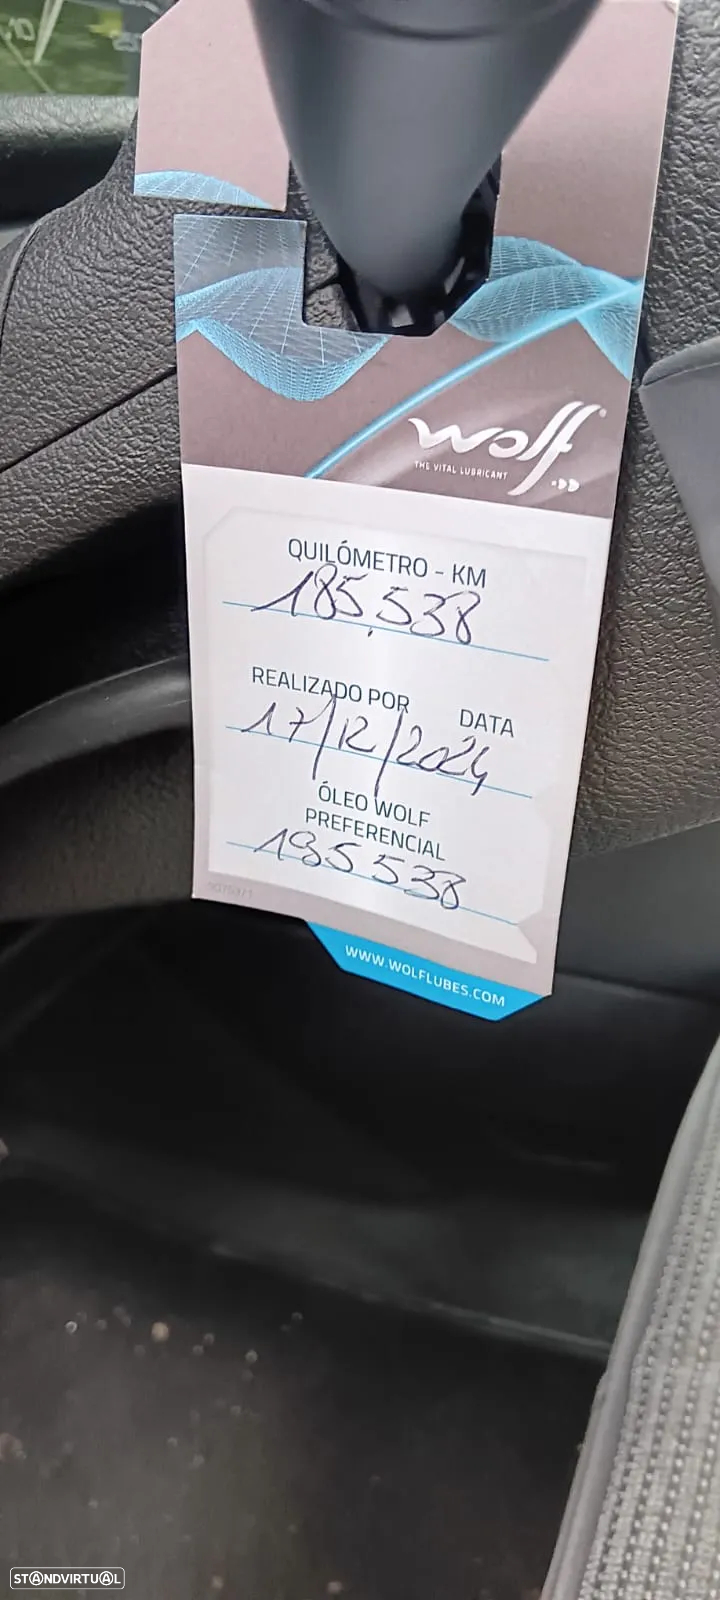 wolf
THE VITAL LUBRICANT
QUILÓMETRO - KM
185.538
REALIZADO POR DATA
17/12/2024
ÓLEO WOLF
PREFERENCIAL
195538
WWW.WOLFLUBES.COM
STANDVIRTUAL